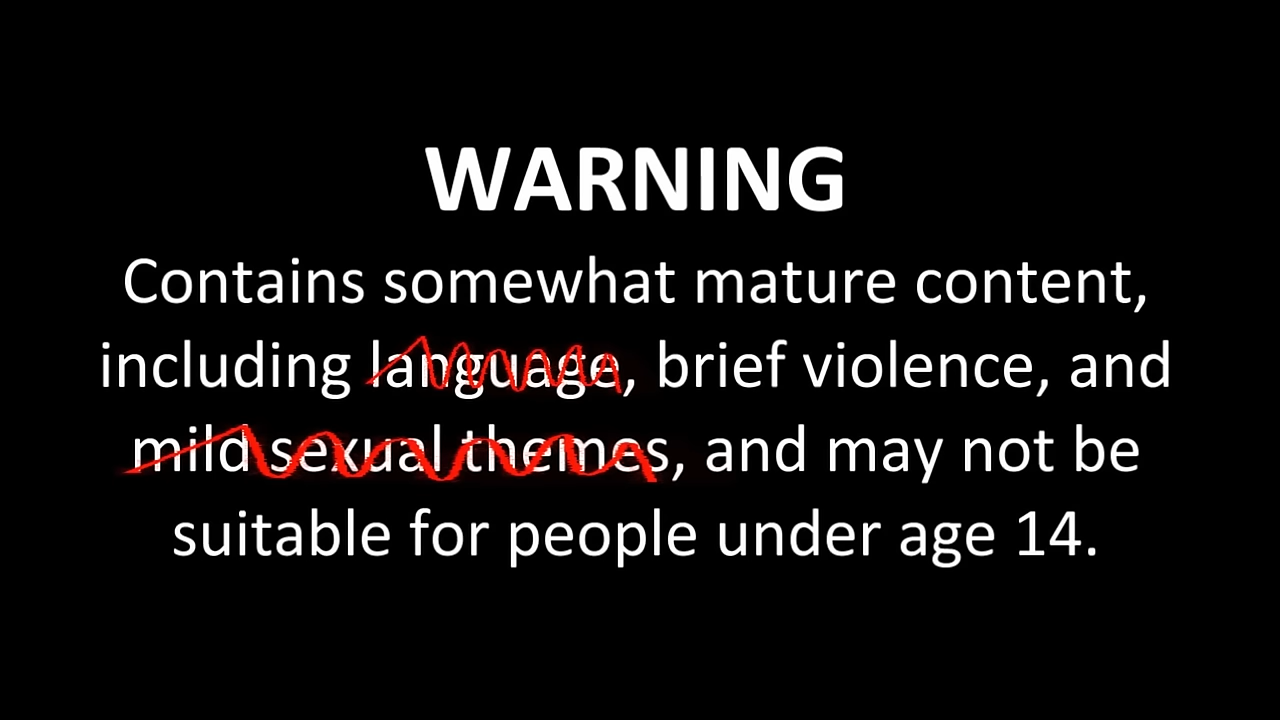 WARNING
Contains somewhat mature content,
including language, brief violence, and
mild sexual themes, and may not be
suitable for people under age 14.